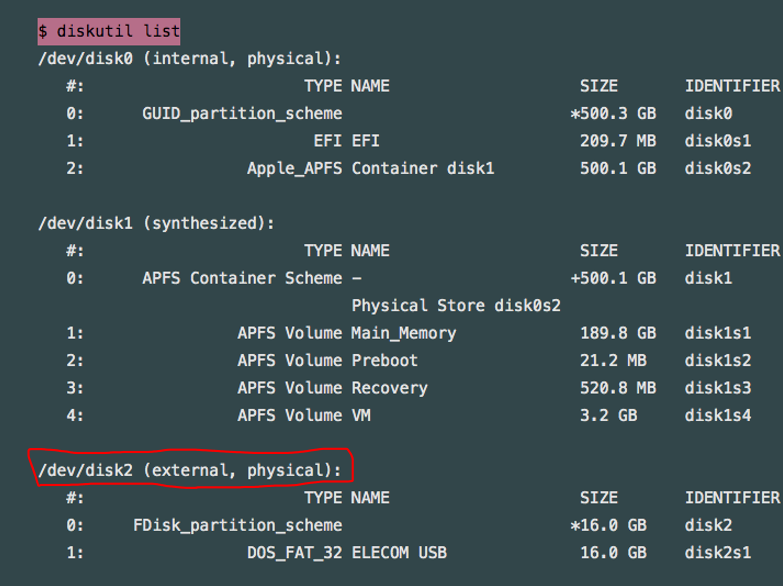 $ diskutil list
/dev/disk0 (internal, physical):
#: TYPE NAME SIZE IDENTIFIER
0: GUID_partition_scheme *500.3 GB disk0
1: EFI EFI 209.7 MB disk0s1
2: Apple_APFS Container disk1 500.1 GB disk0s2
/dev/disk1 (synthesized):
#: TYPE NAME SIZE IDENTIFIER
0: APFS Container Scheme - +500.1 GB disk1
Physical Store disk0s2
1: APFS Volume Main_Memory 189.8 GB disk1s1
2: APFS Volume Preboot 21.2 MB disk1s2
3: APFS Volume Recovery 520.8 MB disk1s3
4: APFS Volume VM 3.2 GB disk1s4
/dev/disk2 (external, physical):
#: TYPE NAME SIZE IDENTIFIER
0: FDisk_partition_scheme *16.0 GB disk2
1: DOS_FAT_32 ELECOM USB 16.0 GB disk2s1